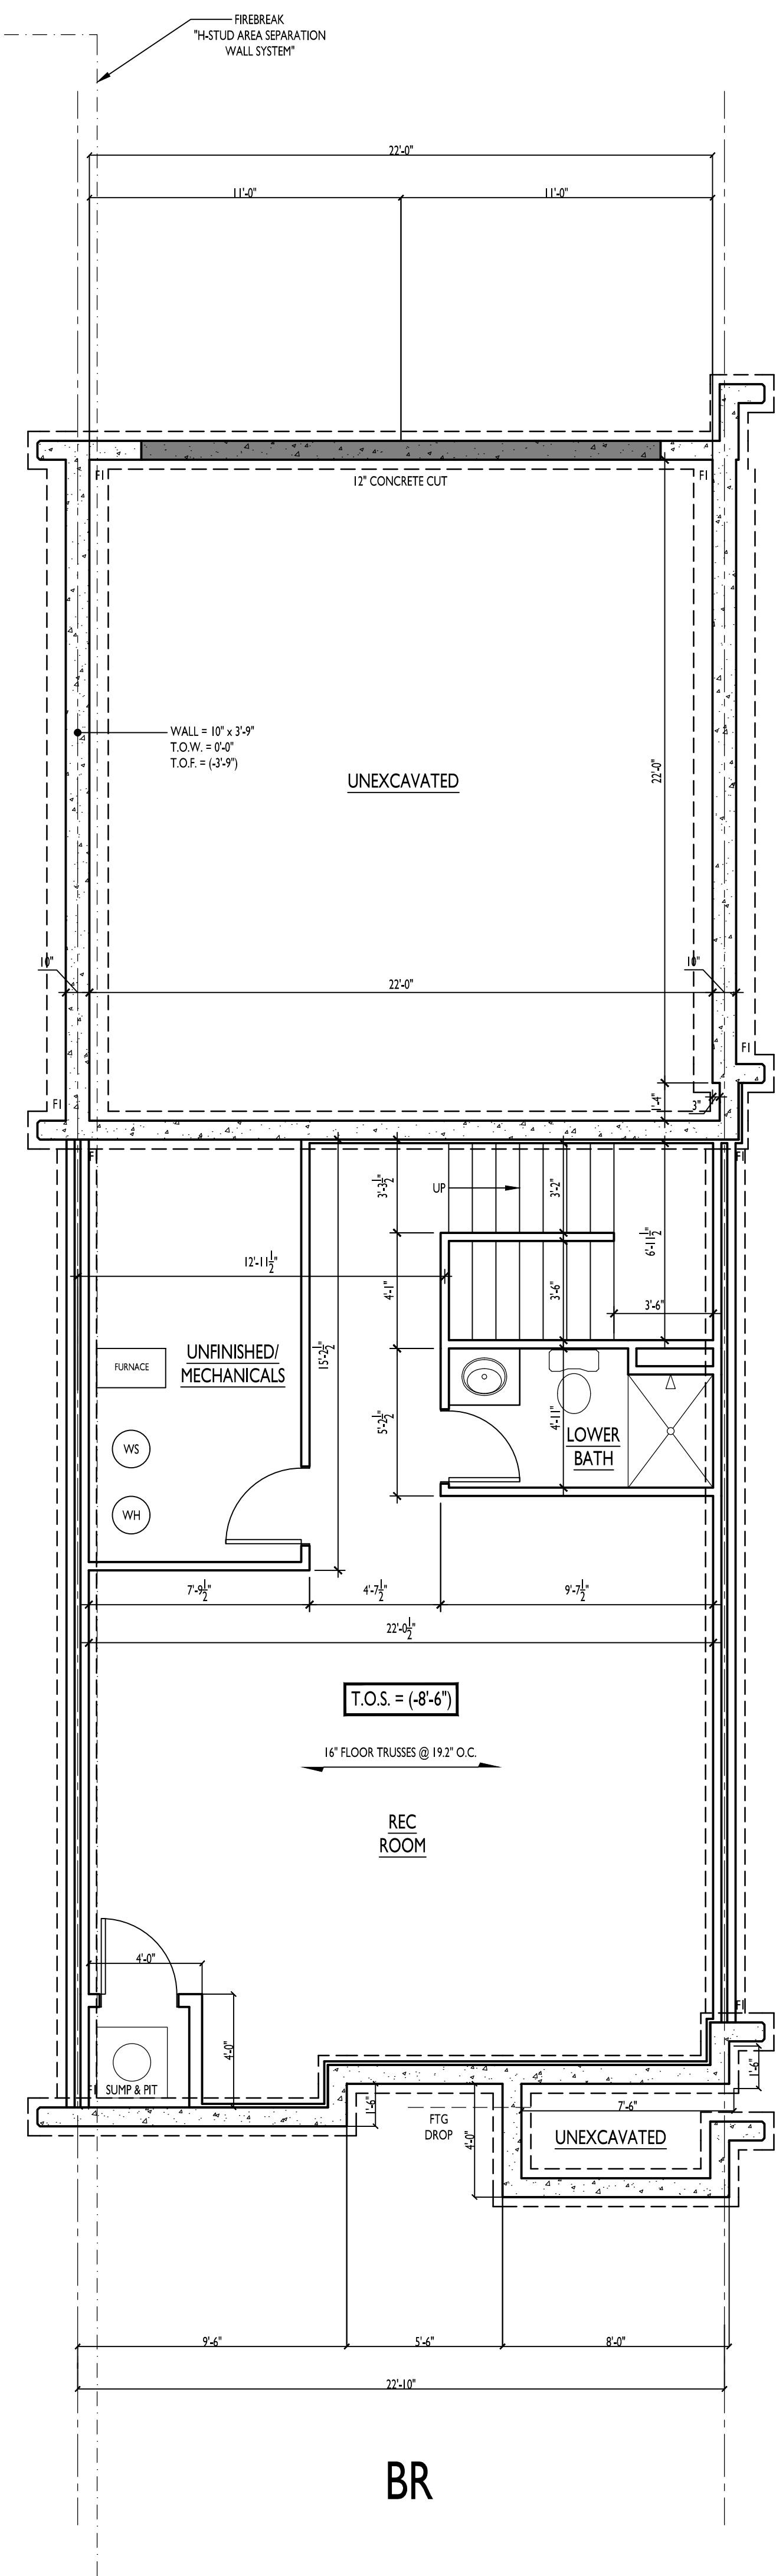 FIREBREAK
"H-STUD AREA SEPARATION
WALL SYSTEM"
22'-0"
11'-0"
11'-0"
F1
F1
12" CONCRETE CUT
WALL = 10" x 3'-9"
T.O.W. = 0'-0"
T.O.F. = (-3'-9")
22'-0"
UNEXCAVATED
10"
10"
22'-0"
F1
F1
1'-4"
3"
F1
F1
UP
3'-3 1/2"
3'-2"
6'-11 1/2"
12'-11 1/2"
4'-1"
3'-6"
3'-6"
UNFINISHED/
MECHANICALS
FURNACE
15'-2 1/2"
WS
5'-2 1/2"
4'-11"
LOWER
BATH
WH
7'-9 1/2"
4'-7 1/2"
9'-7 1/2"
22'-0 1/2"
T.O.S. = (-8'-6")
16" FLOOR TRUSSES @ 19.2" O.C.
REC
ROOM
4'-0"
4'-0"
F1
F1
SUMP & PIT
1'-6"
1'-6"
7'-6"
FTG
DROP
4'-0"
UNEXCAVATED
9'-6"
5'-6"
8'-0"
22'-10"
BR